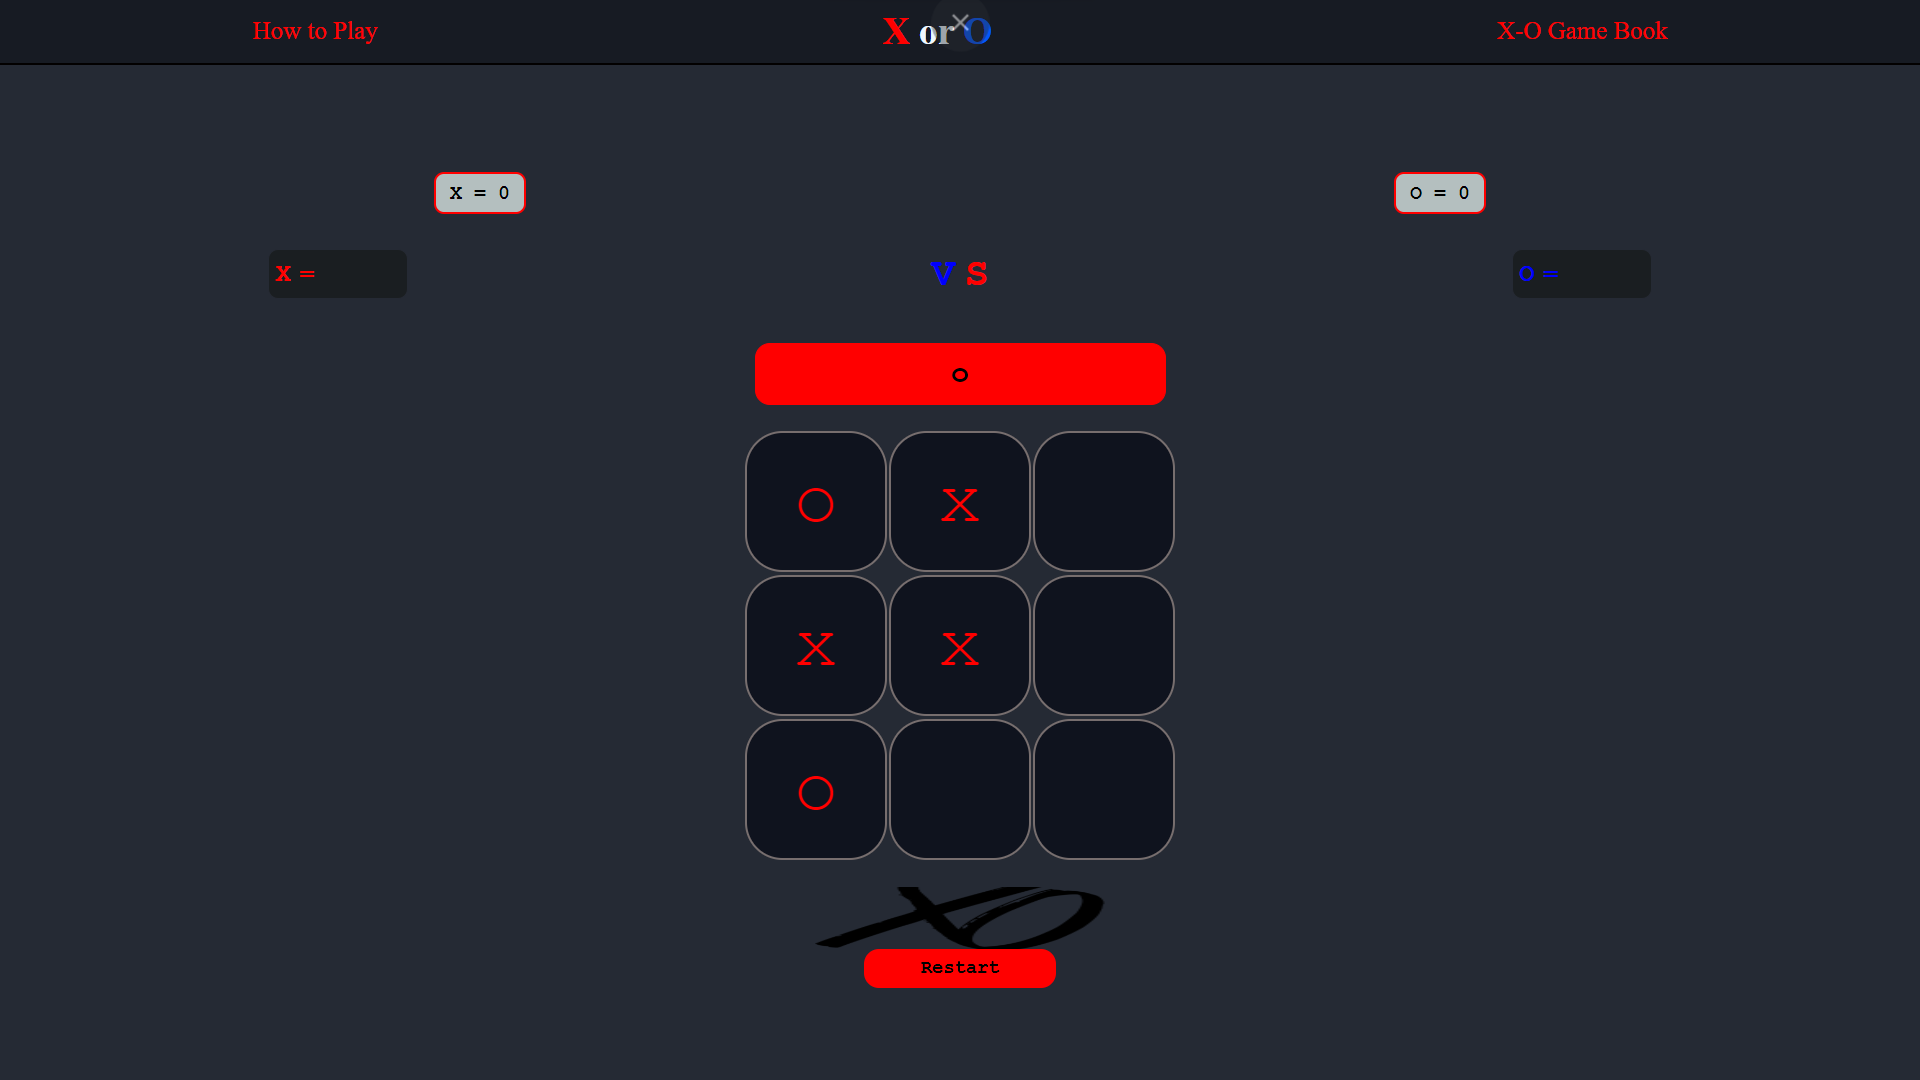 How to Play
X or O
X-O Game Book
X = 0
O = 0
X =
V S
O =
O
O X
X X
O
XO
Restart